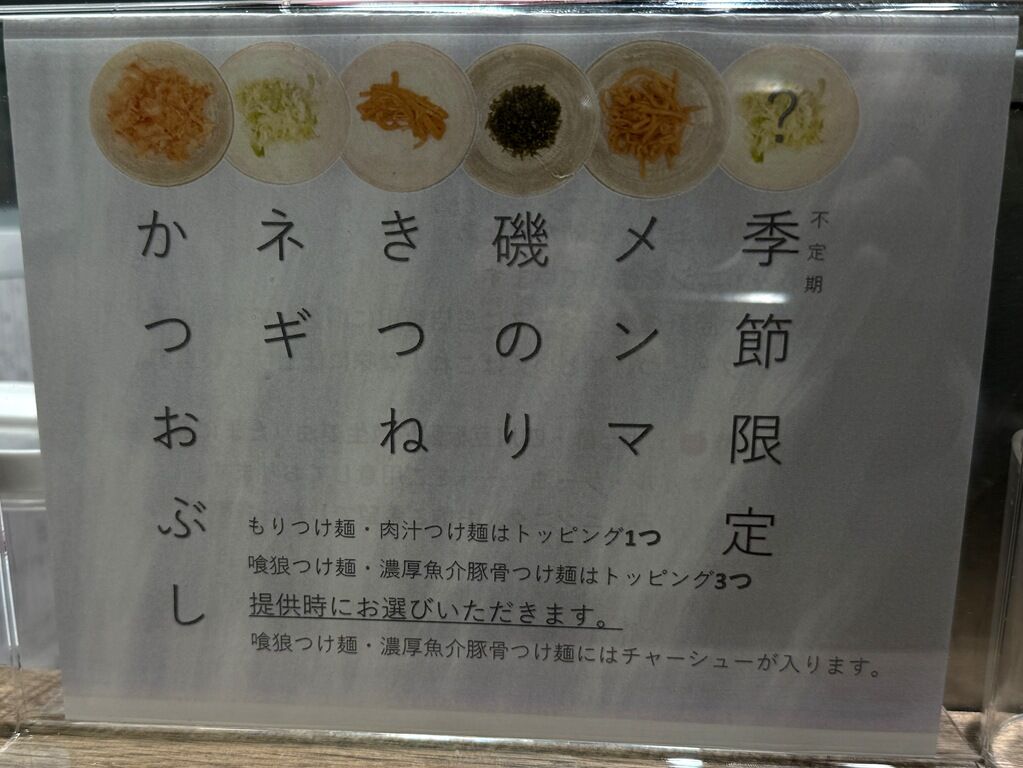 ？
不定期
季節限定
メンマ
磯のり
きつね
ネギ
かつおぶし
もりつけ麺・肉汁つけ麺はトッピング1つ
喰狼つけ麺・濃厚魚介豚骨つけ麺はトッピング3つ
提供時にお選びいただきます。
喰狼つけ麺・濃厚魚介豚骨つけ麺にはチャーシューが入ります。